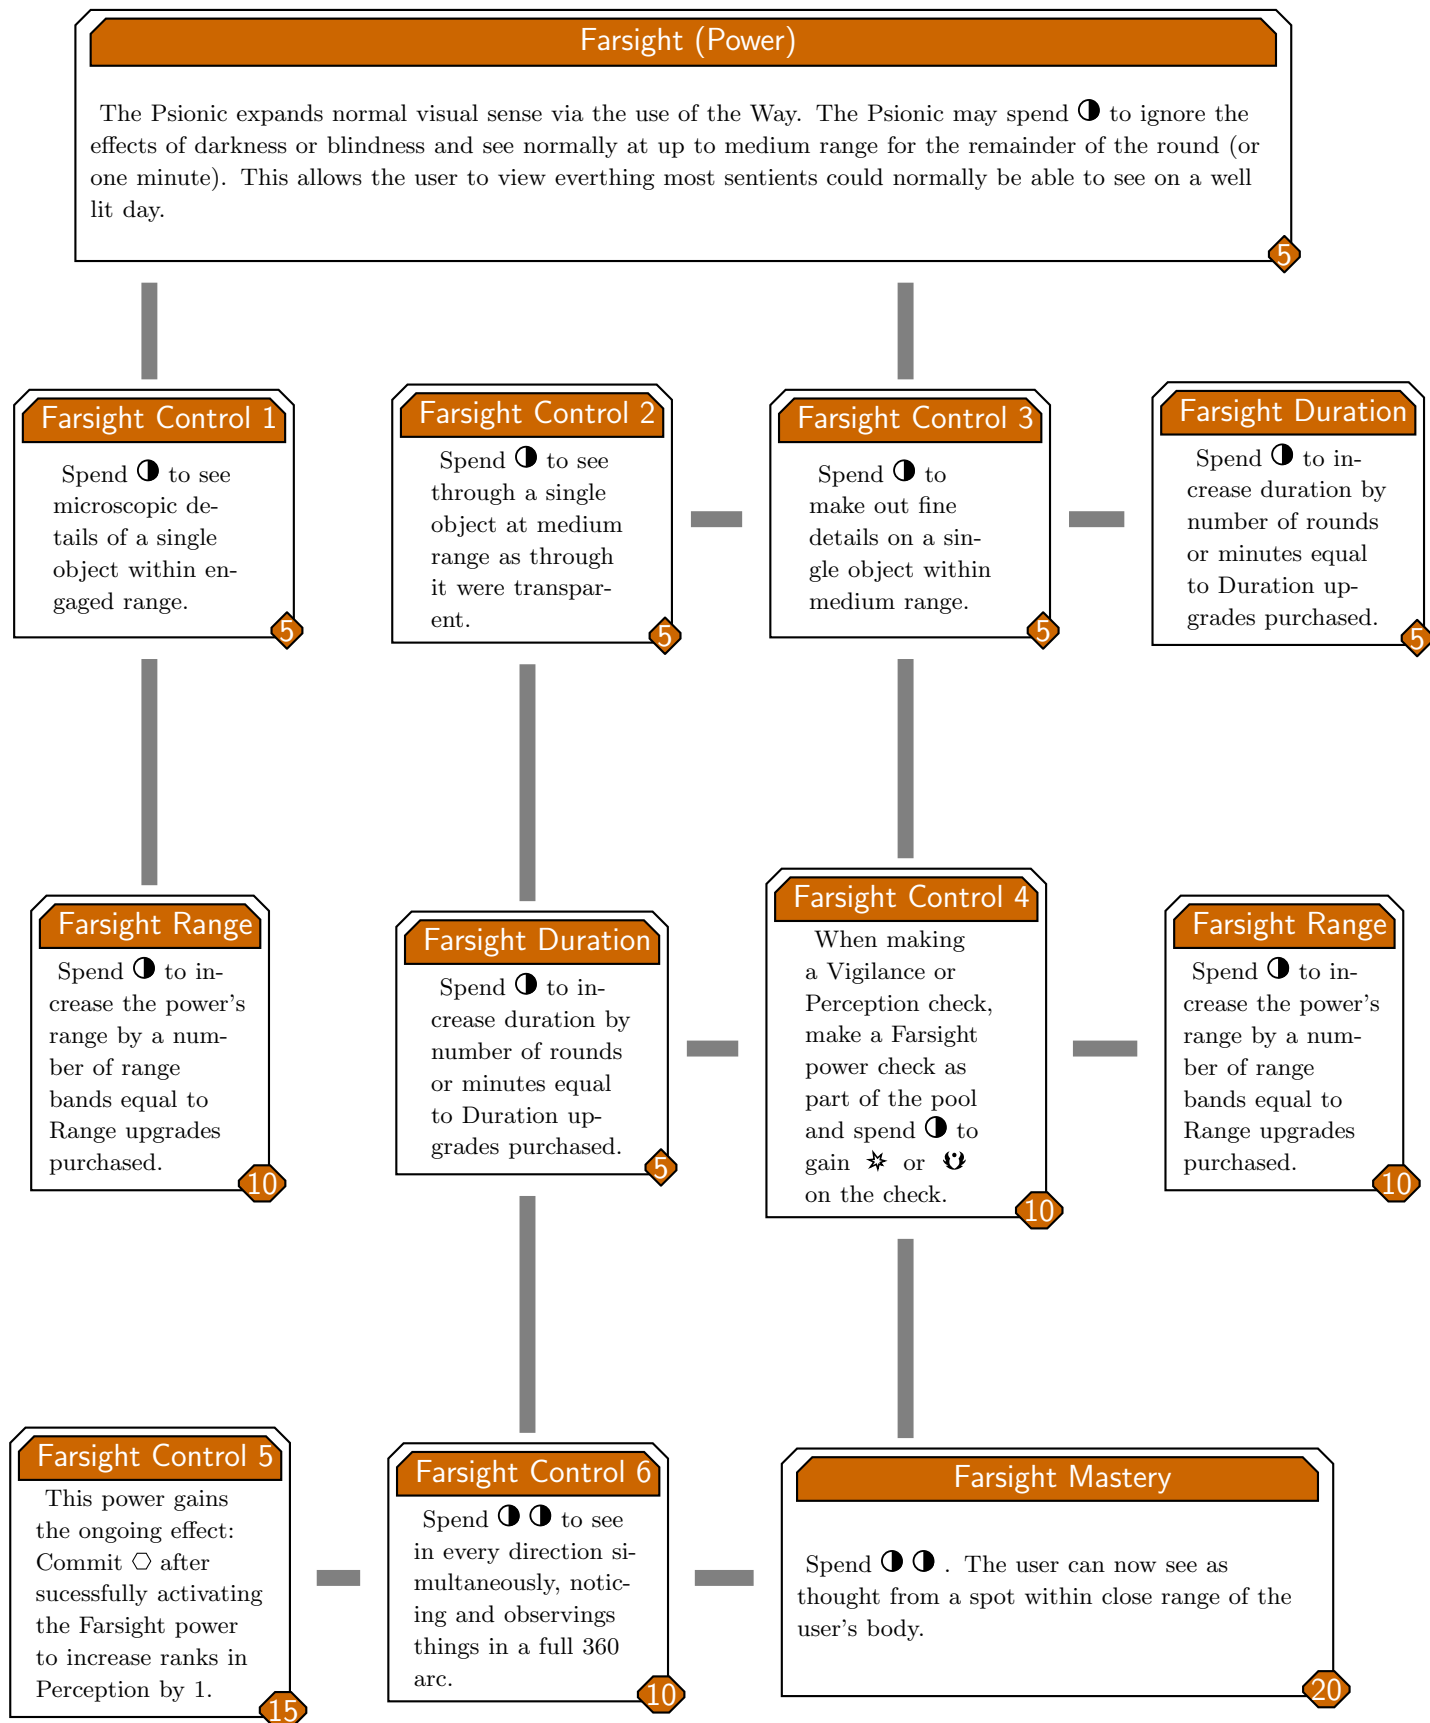 Farsight (Power)
The Psionic expands normal visual sense via the use of the Way. The Psionic may spend ◑ to ignore the
effects of darkness or blindness and see normally at up to medium range for the remainder of the round (or
one minute). This allows the user to view everthing most sentients could normally be able to see on a well
lit day.
5
Farsight Control 1
Spend ◑ to see
microscopic de-
tails of a single
object within en-
gaged range.
5
Farsight Control 2
Spend ◑ to see
through a single
object at medium
range as through
it were transpar-
ent.
5
Farsight Control 3
Spend ◑ to
make out fine
details on a sin-
gle object within
medium range.
5
Farsight Duration
Spend ◑ to in-
crease duration by
number of rounds
or minutes equal
to Duration up-
grades purchased.
5
Farsight Range
Spend ◑ to in-
crease the power's
range by a num-
ber of range
bands equal to
Range upgrades
purchased.
10
Farsight Duration
Spend ◑ to in-
crease duration by
number of rounds
or minutes equal
to Duration up-
grades purchased.
5
Farsight Control 4
When making
a Vigilance or
Perception check,
make a Farsight
power check as
part of the pool
and spend ◑ to
gain or
on the check.
10
Farsight Range
Spend ◑ to in-
crease the power's
range by a num-
ber of range
bands equal to
Range upgrades
purchased.
10
Farsight Control 5
This power gains
the ongoing effect:
Commit ⬡ after
sucessfully activating
the Farsight power
to increase ranks in
Perception by 1.
15
Farsight Control 6
Spend ◑ ◑ to see
in every direction si-
multaneously, notic-
ing and observings
things in a full 360
arc.
10
Farsight Mastery
Spend ◑ ◑ . The user can now see as
thought from a spot within close range of the
user's body.
20